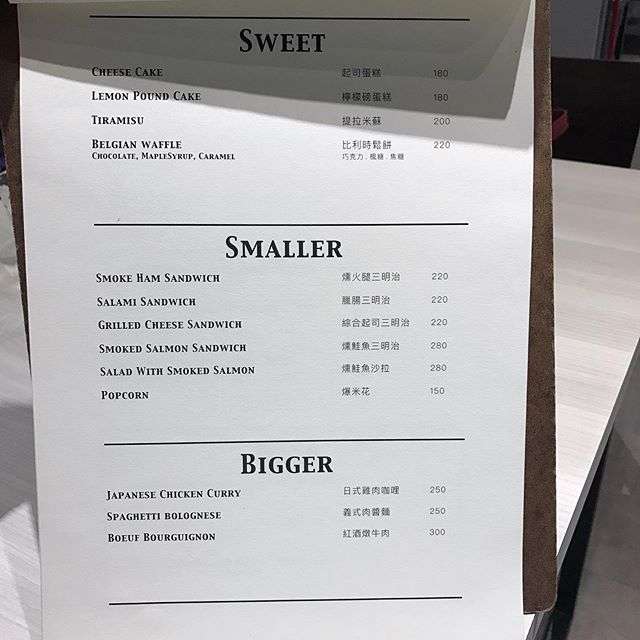 SWEET
CHEESE CAKE 起司蛋糕 180
LEMON POUND CAKE 檸檬磅蛋糕 180
TIRAMISU 提拉米蘇 200
BELGIAN WAFFLE 比利時鬆餅 220
CHOCOLATE, MAPLESYRUP, CARAMEL 巧克力 . 楓糖 . 焦糖
SMALLER
SMOKE HAM SANDWICH 燻火腿三明治 220
SALAMI SANDWICH 臘腸三明治 220
GRILLED CHEESE SANDWICH 綜合起司三明治 220
SMOKED SALMON SANDWICH 燻鮭魚三明治 280
SALAD WITH SMOKED SALMON 燻鮭魚沙拉 280
POPCORN 爆米花 150
BIGGER
JAPANESE CHICKEN CURRY 日式雞肉咖哩 250
SPAGHETTI BOLOGNESE 義式肉醬麵 250
BOEUF BOURGUIGNON 紅酒燉牛肉 300